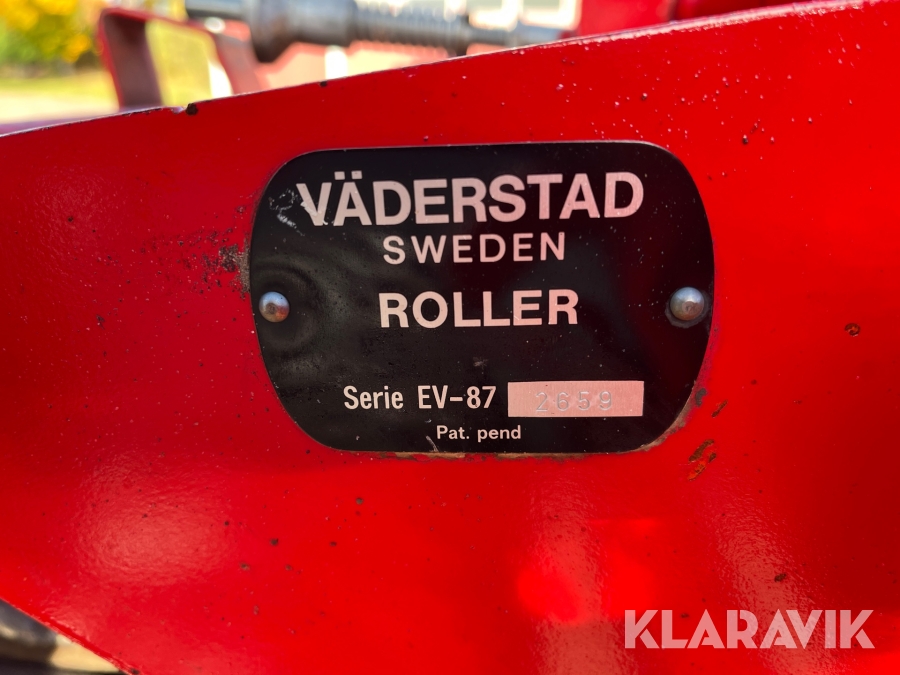 VÄDERSTAD
SWEDEN
ROLLER
Serie EV-87 2659
Pat. pend
KLARAVIK